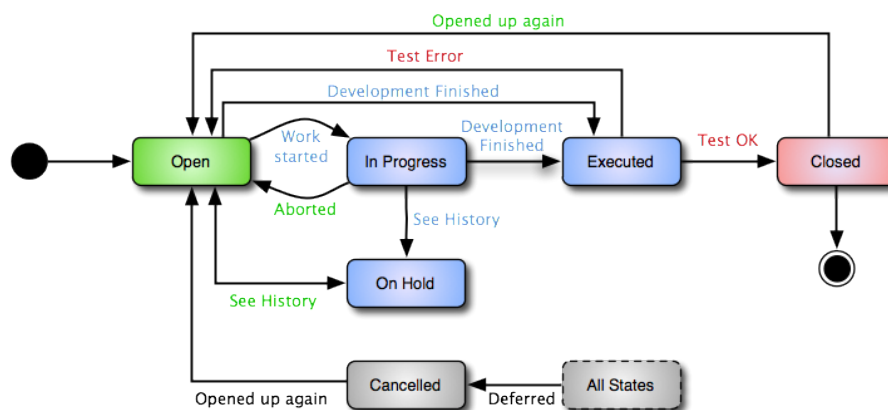 Opened up again
Test Error
Development Finished
Work
started
Development
Finished
Test OK
Open
In Progress
Executed
Closed
Aborted
See History
On Hold
See History
Cancelled
All States
Opened up again
Deferred